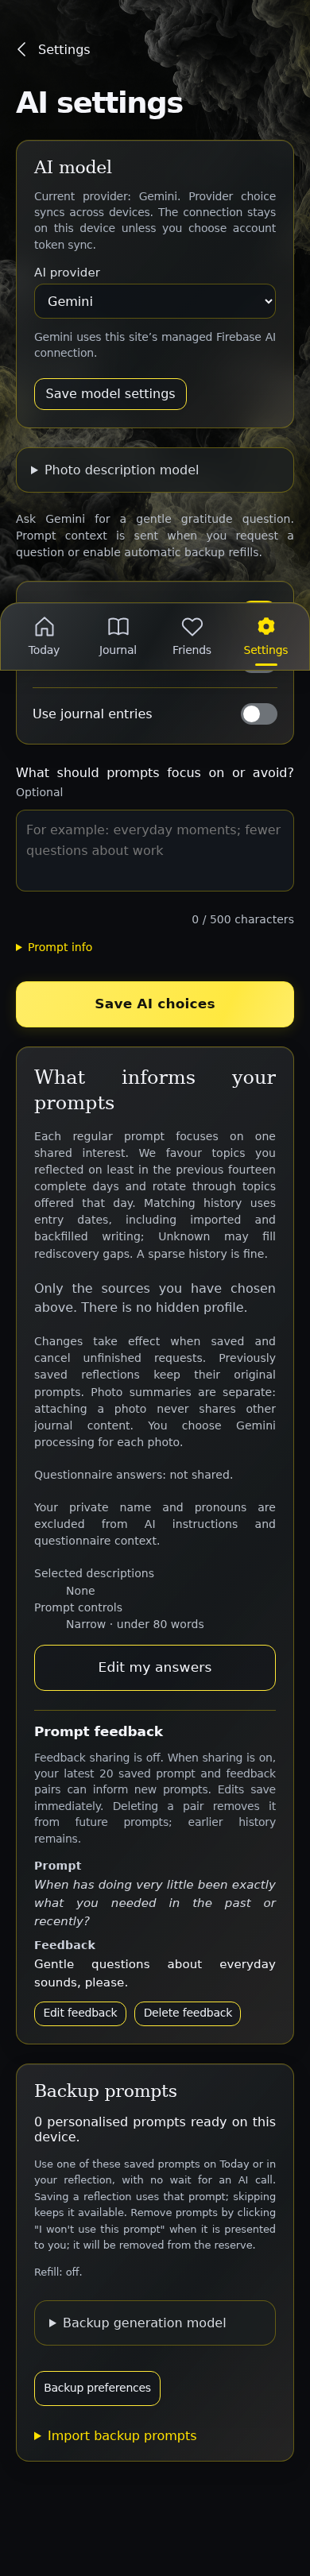 Settings
AI settings
AI model
Current provider: Gemini. Provider choice
syncs across devices. The connection stays
on this device unless you choose account
token sync.
AI provider
Gemini
Gemini uses this site’s managed Firebase AI
connection.
Save model settings
Photo description model
Ask Gemini for a gentle gratitude question.
Prompt context is sent when you request a
question or enable automatic backup refills.
Today
Journal
Friends
Settings
Use journal entries
What should prompts focus on or avoid?
Optional
For example: everyday moments; fewer
questions about work
0 / 500 characters
Prompt info
Save AI choices
What informs your
prompts
Each regular prompt focuses on one
shared interest. We favour topics you
reflected on least in the previous fourteen
complete days and rotate through topics
offered that day. Matching history uses
entry dates, including imported and
backfilled writing; Unknown may fill
rediscovery gaps. A sparse history is fine.
Only the sources you have chosen
above. There is no hidden profile.
Changes take effect when saved and
cancel unfinished requests. Previously
saved reflections keep their original
prompts. Photo summaries are separate:
attaching a photo never shares other
journal content. You choose Gemini
processing for each photo.
Questionnaire answers: not shared.
Your private name and pronouns are
excluded from AI instructions and
questionnaire context.
Selected descriptions
None
Prompt controls
Narrow · under 80 words
Edit my answers
Prompt feedback
Feedback sharing is off. When sharing is on,
your latest 20 saved prompt and feedback
pairs can inform new prompts. Edits save
immediately. Deleting a pair removes it
from future prompts; earlier history
remains.
Prompt
When has doing very little been exactly
what you needed in the past or
recently?
Feedback
Gentle questions about everyday
sounds, please.
Edit feedback
Delete feedback
Backup prompts
0 personalised prompts ready on this
device.
Use one of these saved prompts on Today or in
your reflection, with no wait for an AI call.
Saving a reflection uses that prompt; skipping
keeps it available. Remove prompts by clicking
"I won't use this prompt" when it is presented
to you; it will be removed from the reserve.
Refill: off.
Backup generation model
Backup preferences
Import backup prompts